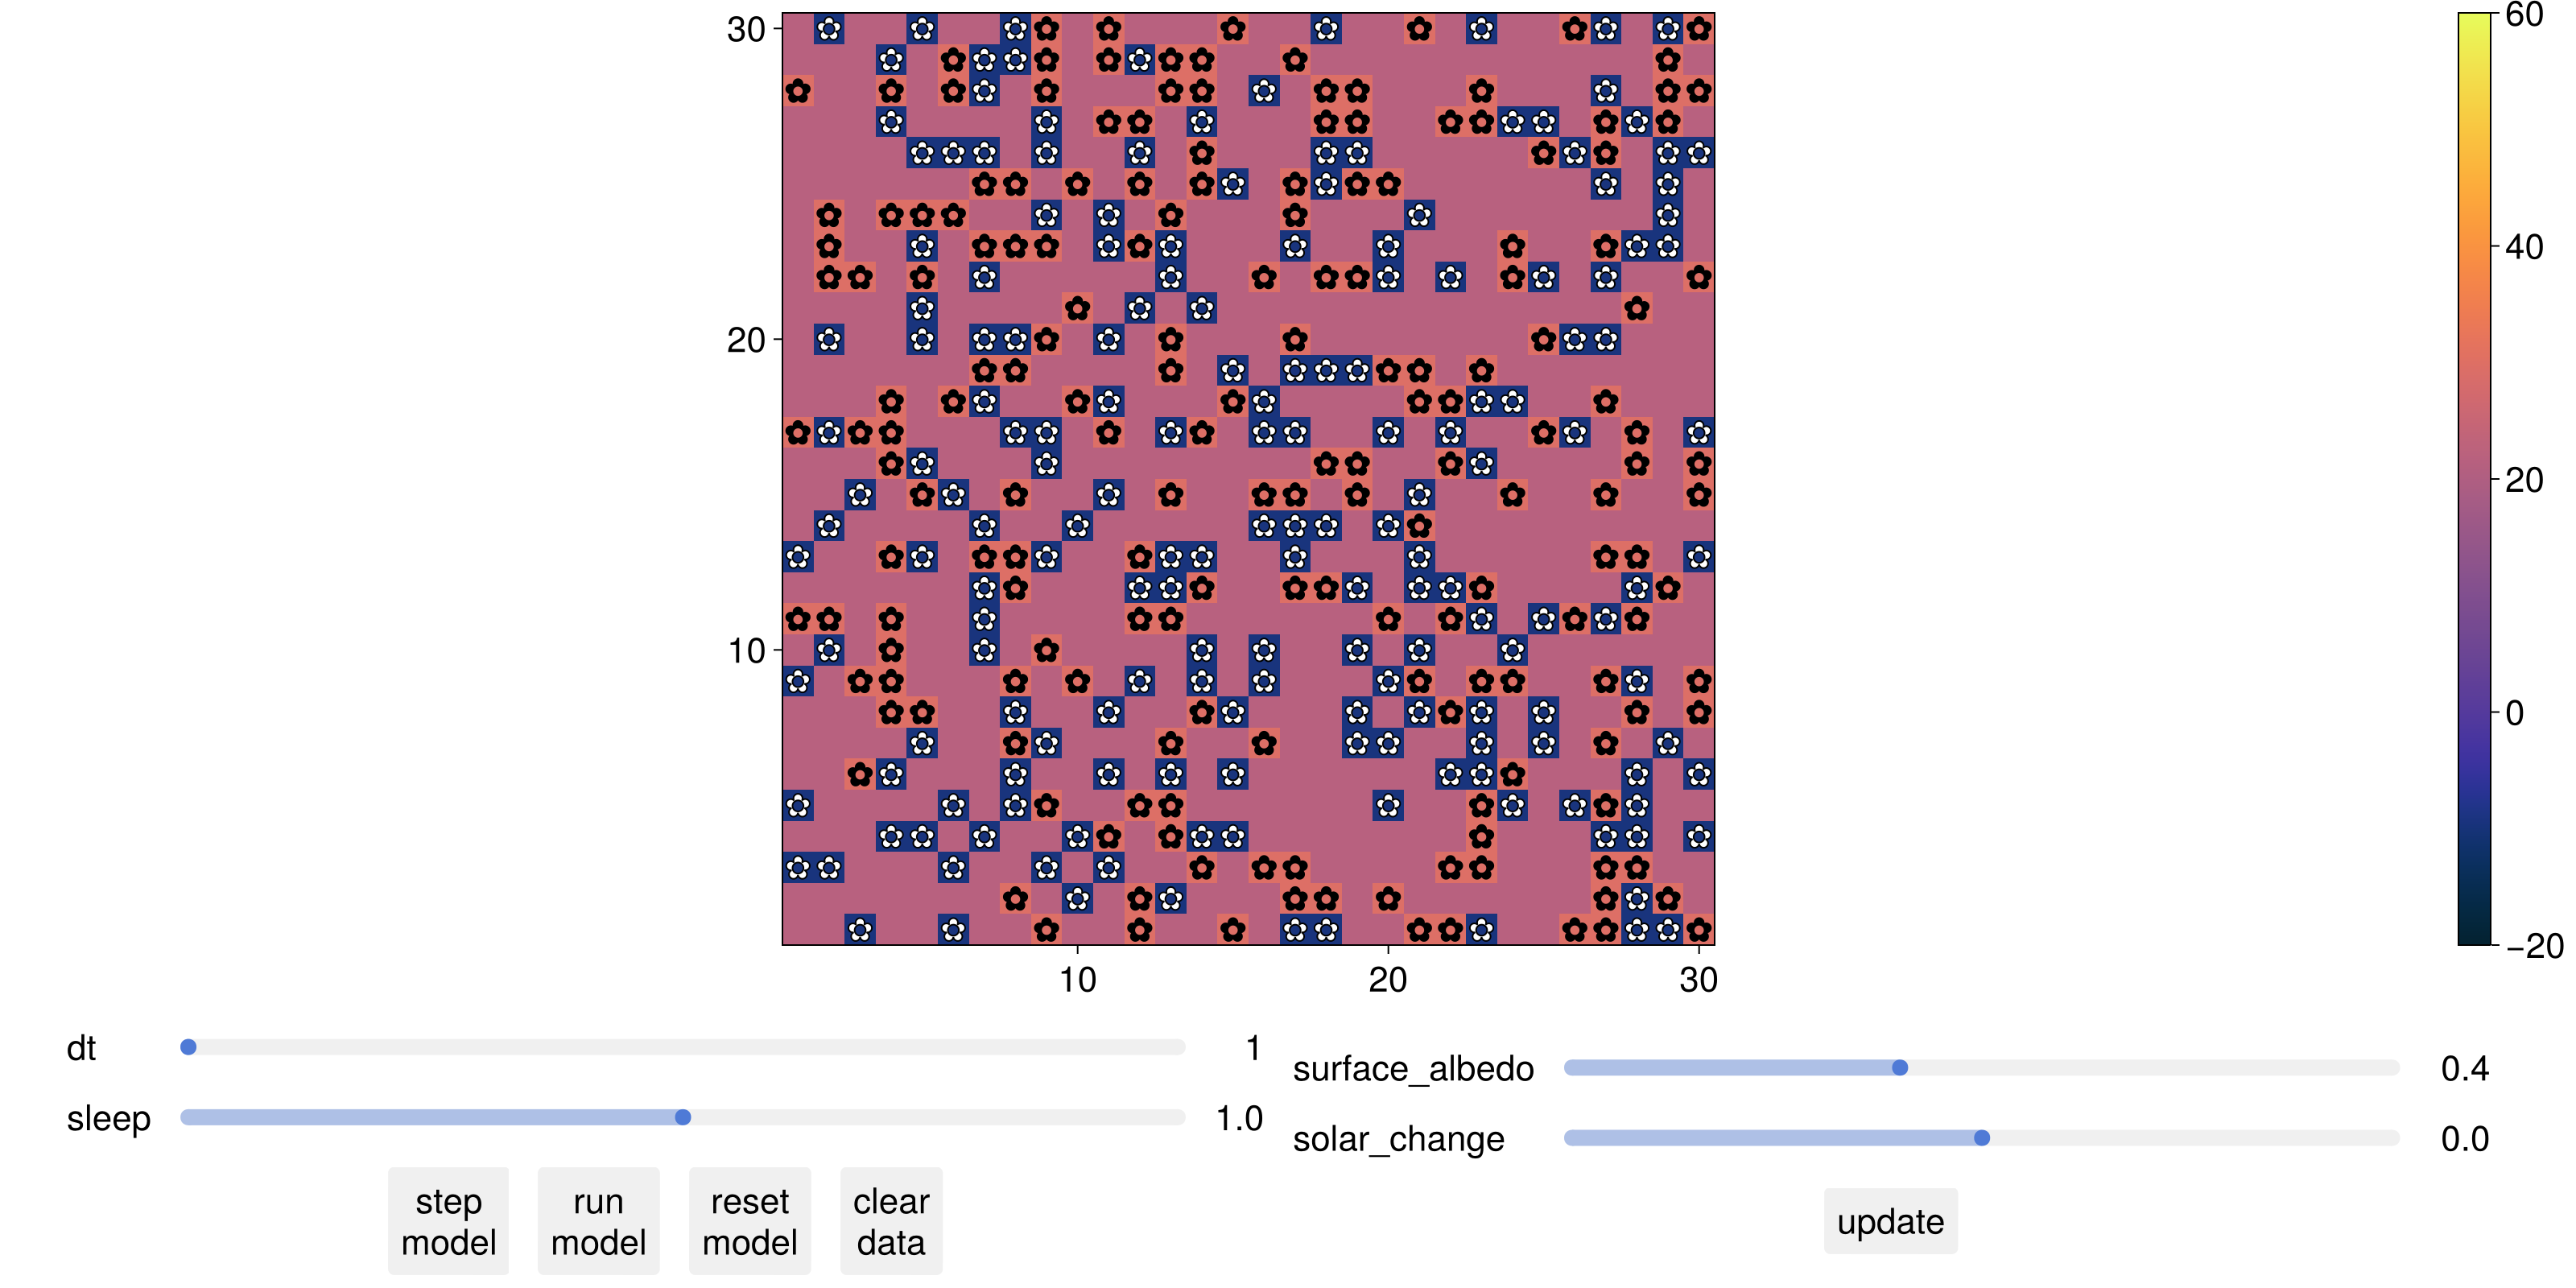 30
20
10
10 20 30
60
40
20
0
−20
dt 1
sleep 1.0
step
model
run
model
reset
model
clear
data
surface_albedo 0.4
solar_change 0.0
update